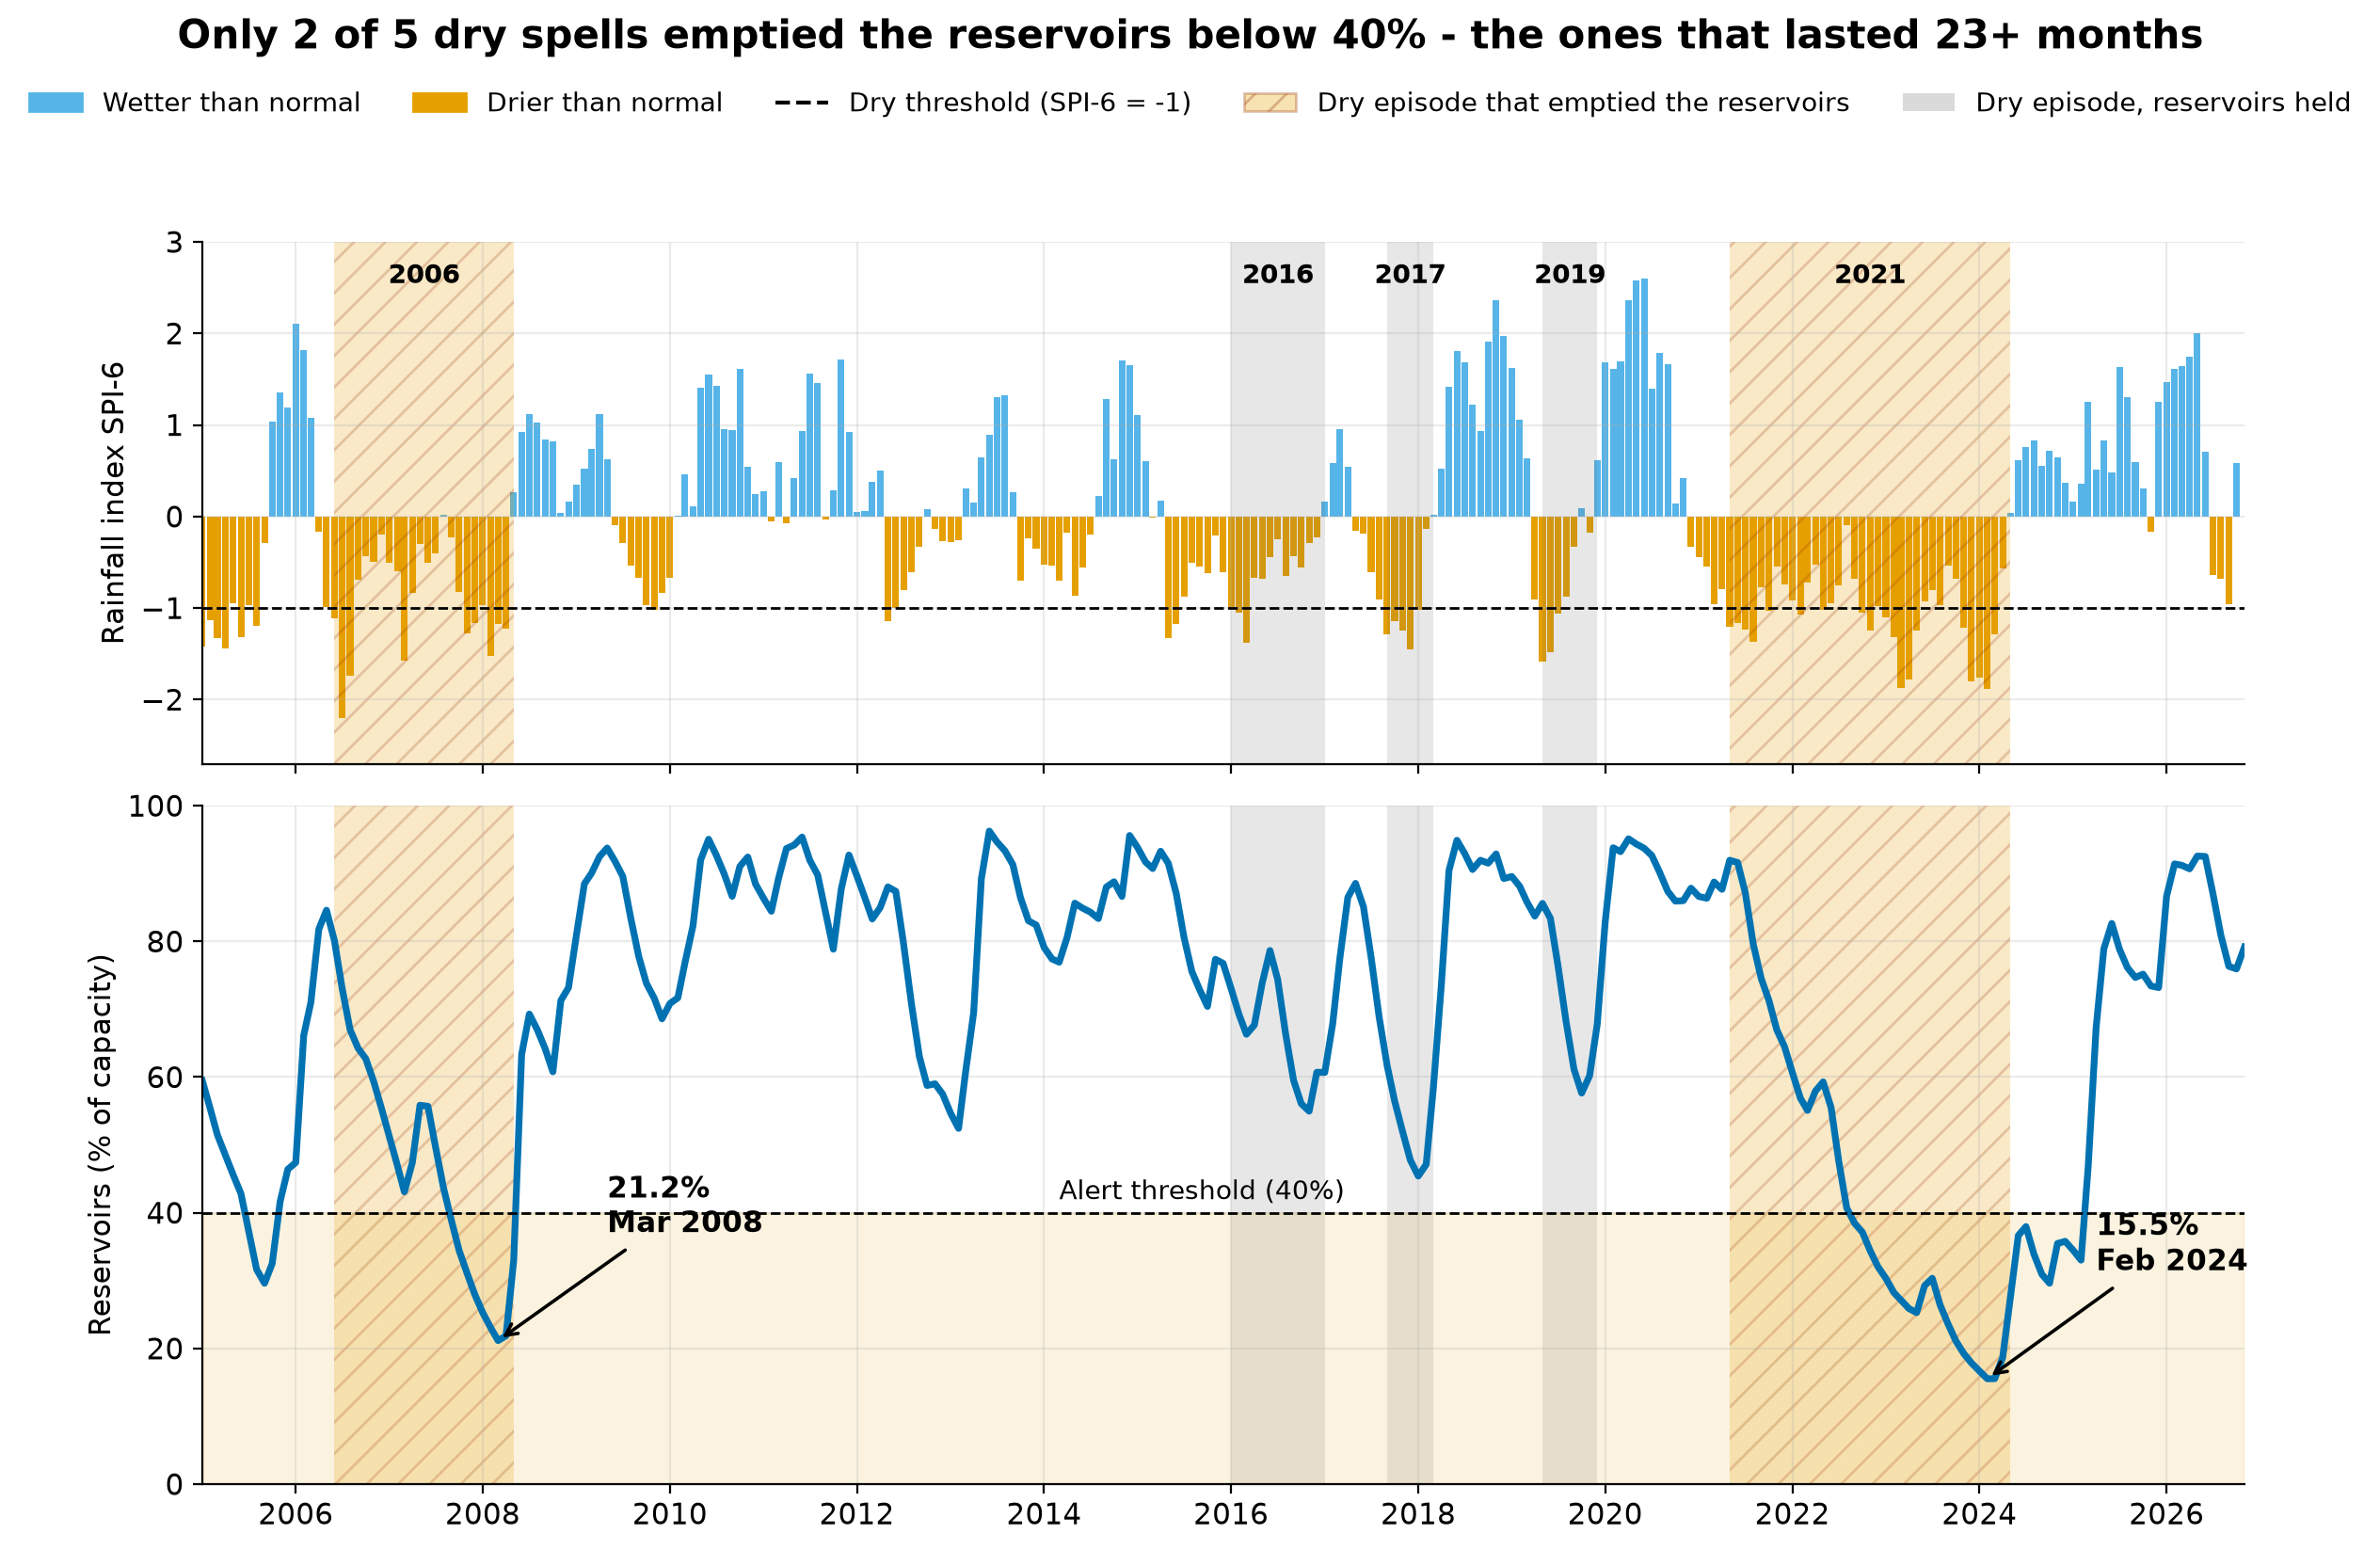 Only 2 of 5 dry spells emptied the reservoirs below 40% - the ones that lasted 23+ months
Wetter than normal
Drier than normal
Dry threshold (SPI-6 = -1)
Dry episode that emptied the reservoirs
Dry episode, reservoirs held
Rainfall index SPI-6
3
2
1
0
−1
−2
2006
2016
2017
2019
2021
Reservoirs (% of capacity)
100
80
60
40
20
0
21.2%
Mar 2008
Alert threshold (40%)
15.5%
Feb 2024
2006
2008
2010
2012
2014
2016
2018
2020
2022
2024
2026